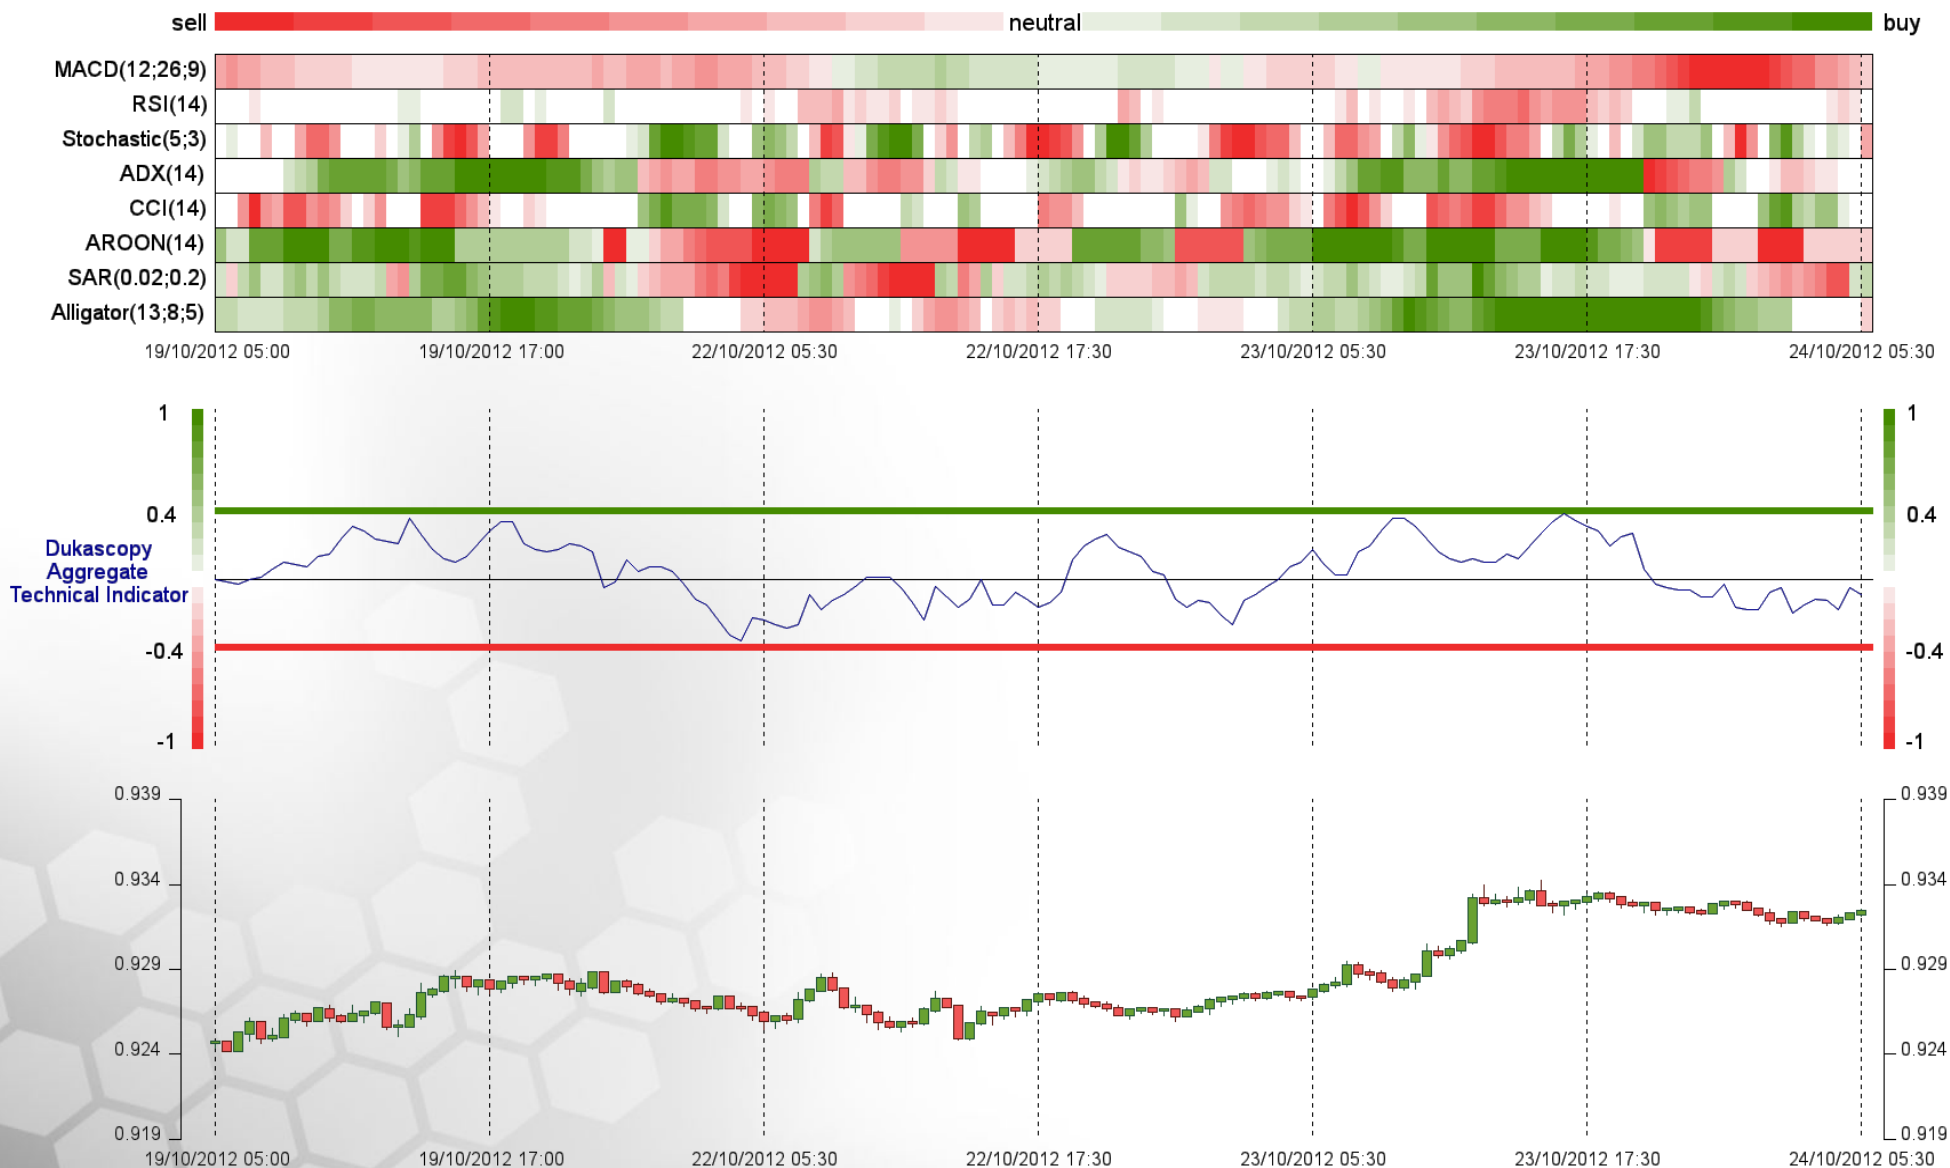 sell neutral buy
MACD(12;26;9)
RSI(14)
Stochastic(5;3)
ADX(14)
CCI(14)
AROON(14)
SAR(0.02;0.2)
Alligator(13;8;5)
19/10/2012 05:00 19/10/2012 17:00 22/10/2012 05:30 22/10/2012 17:30 23/10/2012 05:30 23/10/2012 17:30 24/10/2012 05:30
1 1
0.4 0.4
Dukascopy
Aggregate
Technical Indicator
-0.4 -0.4
-1 -1
0.939 0.939
0.934 0.934
0.929 0.929
0.924 0.924
0.919 0.919
19/10/2012 05:00 19/10/2012 17:00 22/10/2012 05:30 22/10/2012 17:30 23/10/2012 05:30 23/10/2012 17:30 24/10/2012 05:30